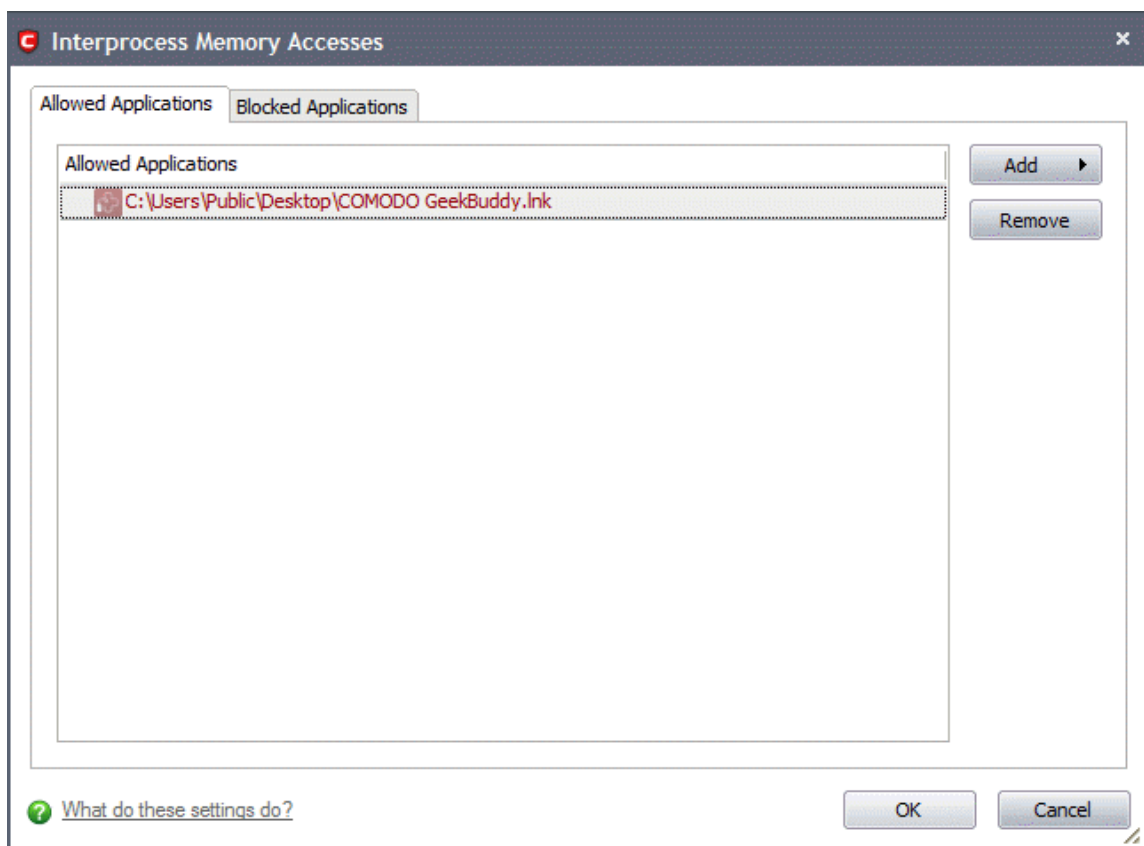 Interprocess Memory Accesses
Allowed Applications
Blocked Applications
Allowed Applications
Add
C:\Users\Public\Desktop\COMODO GeekBuddy.lnk
Remove
What do these settings do?
OK
Cancel